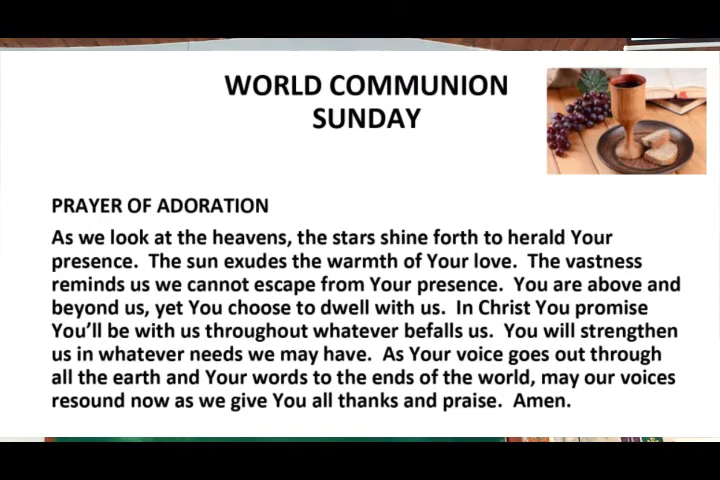 WORLD COMMUNION
SUNDAY
PRAYER OF ADORATION
As we look at the heavens, the stars shine forth to herald Your
presence.  The sun exudes the warmth of Your love.  The vastness
reminds us we cannot escape from Your presence.  You are above and
beyond us, yet You choose to dwell with us.  In Christ You promise
You’ll be with us throughout whatever befalls us.  You will strengthen
us in whatever needs we may have.  As Your voice goes out through
all the earth and Your words to the ends of the world, may our voices
resound now as we give You all thanks and praise.  Amen.